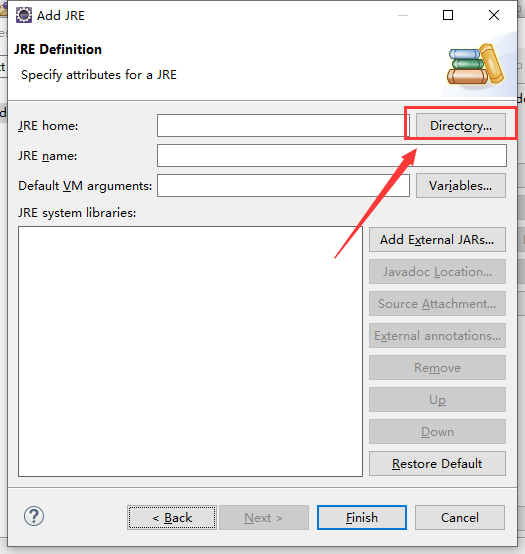 Add JRE
JRE Definition
Specify attributes for a JRE
JRE home:
Directory...
JRE name:
Default VM arguments:
Variables...
JRE system libraries:
Add External JARs...
Javadoc Location...
Source Attachment...
External annotations...
Remove
Up
Down
Restore Default
?
< Back
Next >
Finish
Cancel